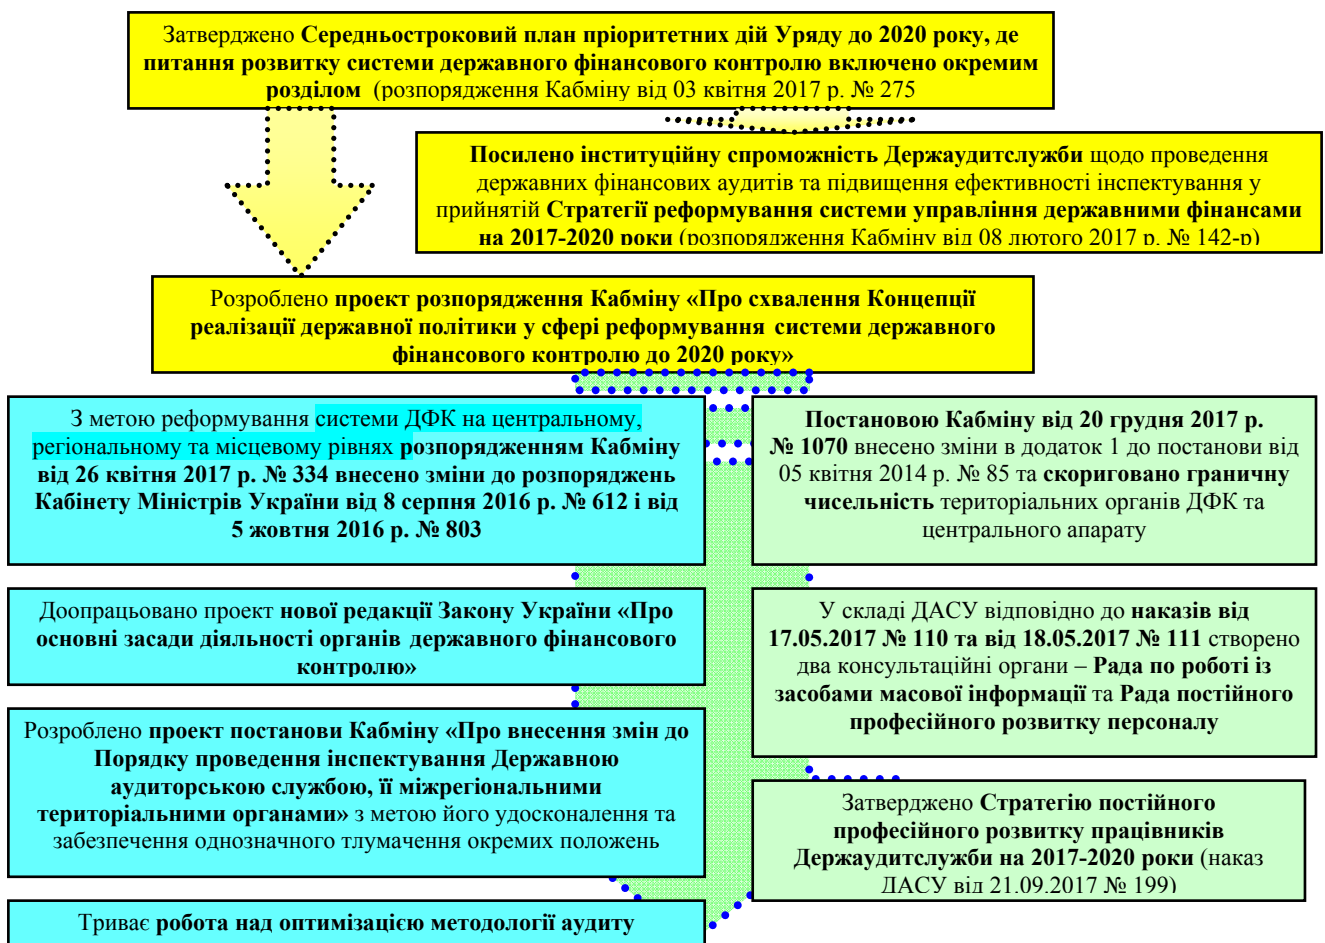 Затверджено Середньостроковий план пріоритетних дій Уряду до 2020 року, де
питання розвитку системи державного фінансового контролю включено окремим
розділом (розпорядження Кабміну від 03 квітня 2017 р. № 275
Посилено інституційну спроможність Держаудитслужби щодо проведення
державних фінансових аудитів та підвищення ефективності інспектування у
прийнятій Стратегії реформування системи управління державними фінансами
на 2017-2020 роки (розпорядження Кабміну від 08 лютого 2017 р. № 142-р)
Розроблено проект розпорядження Кабміну «Про схвалення Концепції
реалізації державної політики у сфері реформування системи державного
фінансового контролю до 2020 року»
З метою реформування системи ДФК на центральному,
регіональному та місцевому рівнях розпорядженням Кабміну
від 26 квітня 2017 р. № 334 внесено зміни до розпоряджень
Кабінету Міністрів України від 8 серпня 2016 р. № 612 і від
5 жовтня 2016 р. № 803
Доопрацьовано проект нової редакції Закону України «Про
основні засади діяльності органів державного фінансового
контролю»
Розроблено проект постанови Кабміну «Про внесення змін до
Порядку проведення інспектування Державною
аудиторською службою, її міжрегіональними
територіальними органами» з метою його удосконалення та
забезпечення однозначного тлумачення окремих положень
Триває робота над оптимізацією методології аудиту
Постановою Кабміну від 20 грудня 2017 р.
№ 1070 внесено зміни в додаток 1 до постанови від
05 квітня 2014 р. № 85 та скориговано граничну
чисельність територіальних органів ДФК та
центрального апарату
У складі ДАСУ відповідно до наказів від
17.05.2017 № 110 та від 18.05.2017 № 111 створено
два консультаційні органи – Рада по роботі із
засобами масової інформації та Рада постійного
професійного розвитку персоналу
Затверджено Стратегію постійного
професійного розвитку працівників
Держаудитслужби на 2017-2020 роки (наказ
ДАСУ від 21.09.2017 № 199)